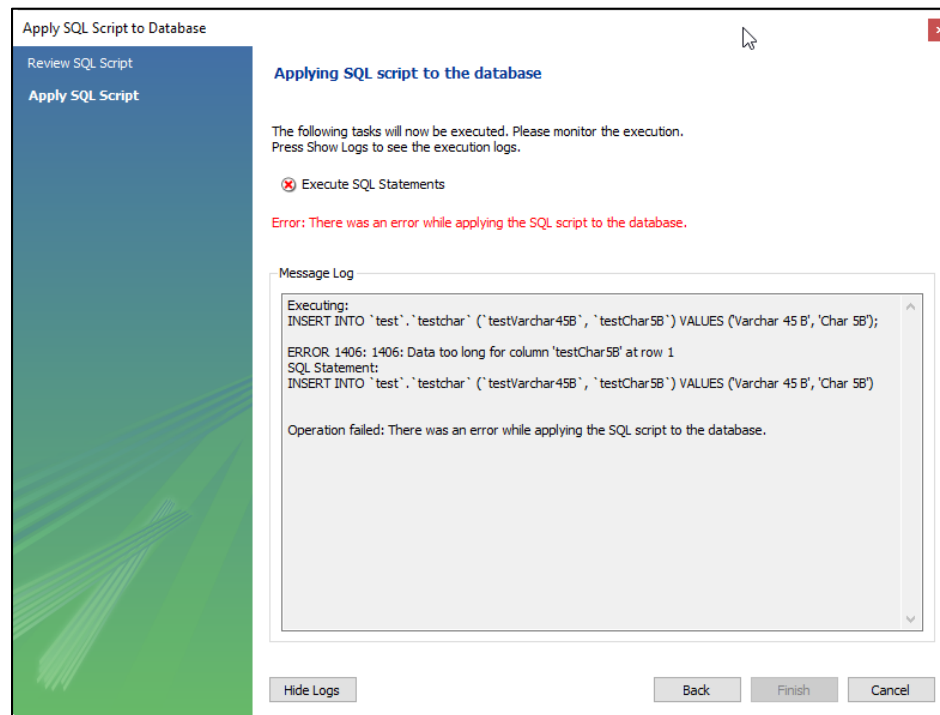 Apply SQL Script to Database
Review SQL Script
Apply SQL Script
Applying SQL script to the database
The following tasks will now be executed. Please monitor the execution.
Press Show Logs to see the execution logs.
Execute SQL Statements
Error: There was an error while applying the SQL script to the database.
Message Log
Executing:
INSERT INTO `test`.`testchar` (`testVarchar45B`, `testChar5B`) VALUES ('Varchar 45 B', 'Char 5B');
ERROR 1406: 1406: Data too long for column 'testChar5B' at row 1
SQL Statement:
INSERT INTO `test`.`testchar` (`testVarchar45B`, `testChar5B`) VALUES ('Varchar 45 B', 'Char 5B')
Operation failed: There was an error while applying the SQL script to the database.
Hide Logs
Back
Finish
Cancel